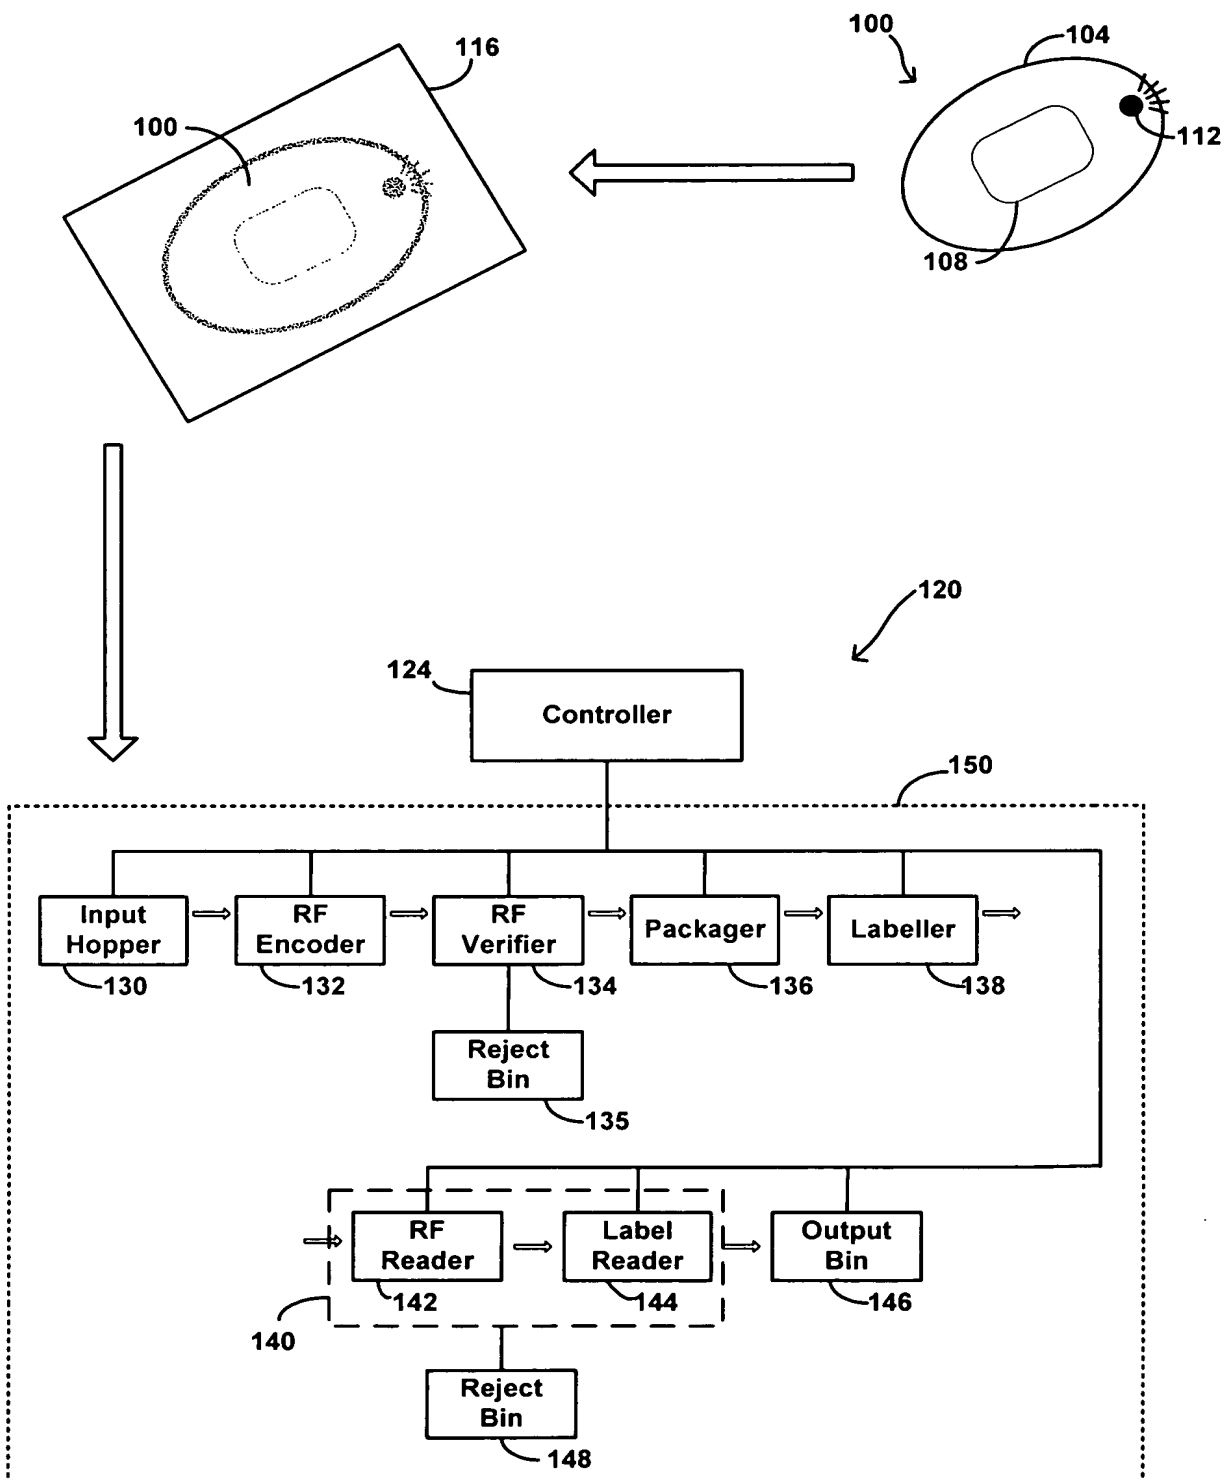 116
100
104
100
112
108
120
124
Controller
150
Input
Hopper
RF
Encoder
RF
Verifier
Packager
Labeller
130
132
134
136
138
Reject
Bin
135
RF
Reader
Label
Reader
Output
Bin
142
144
146
140
Reject
Bin
148